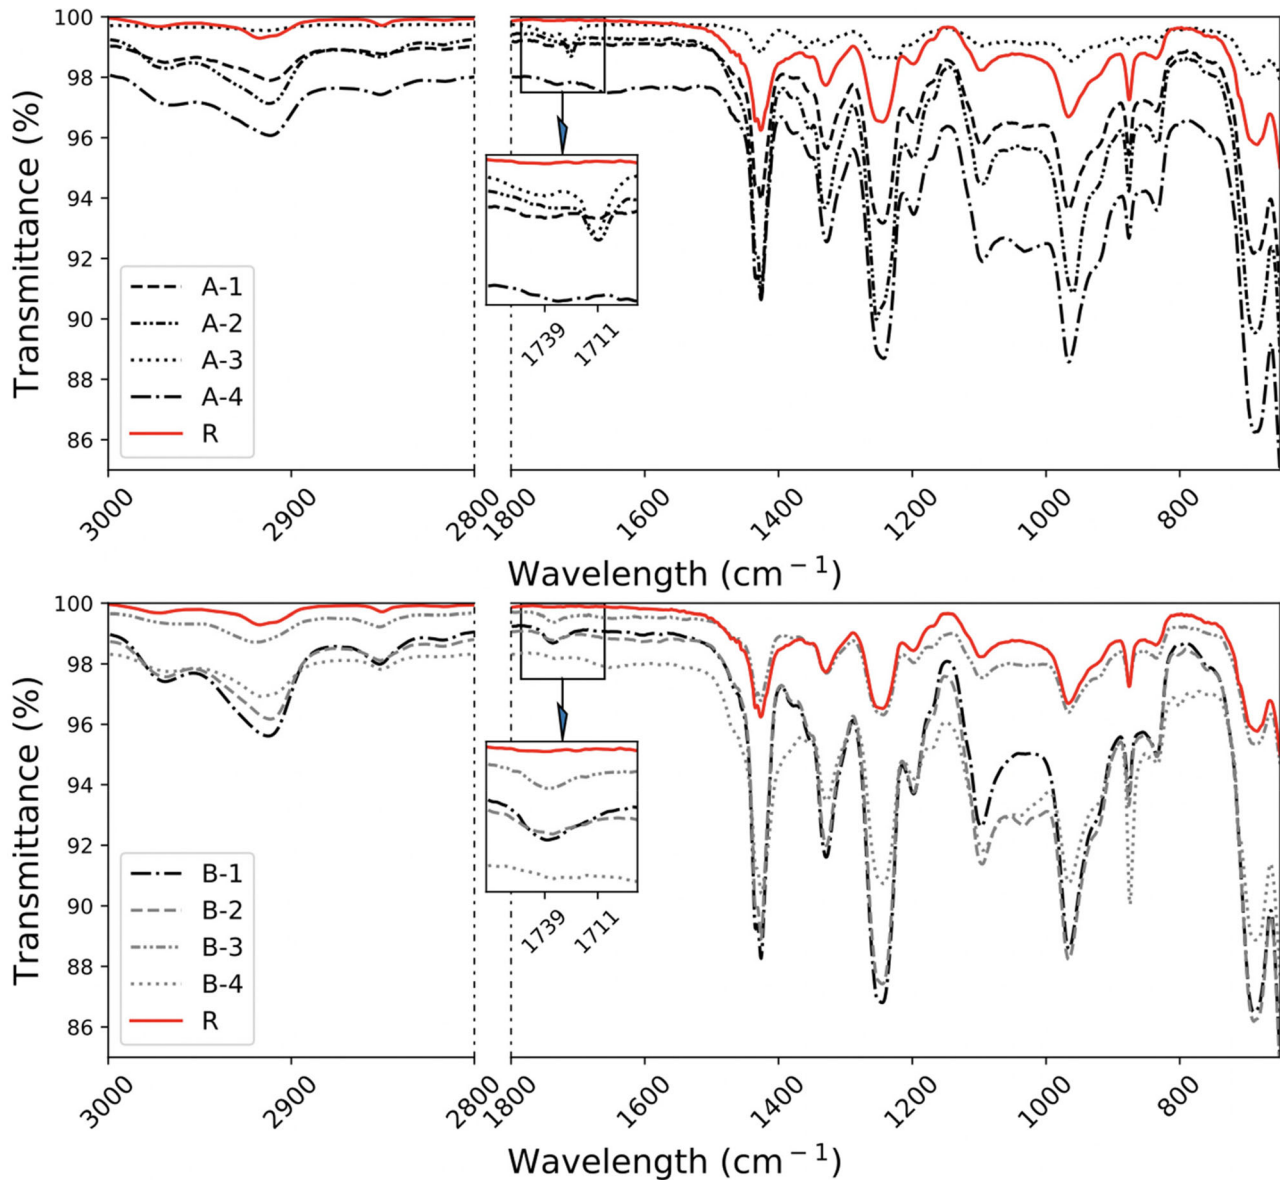 100
98
96
94
92
90
88
86
Transmittance (%)
A-1
A-2
A-3
A-4
R
1739
1711
3000
2900
2800
1800
1600
1400
1200
1000
800
Wavelength (cm⁻¹)
100
98
96
94
92
90
88
86
Transmittance (%)
B-1
B-2
B-3
B-4
R
1739
1711
3000
2900
2800
1800
1600
1400
1200
1000
800
Wavelength (cm⁻¹)